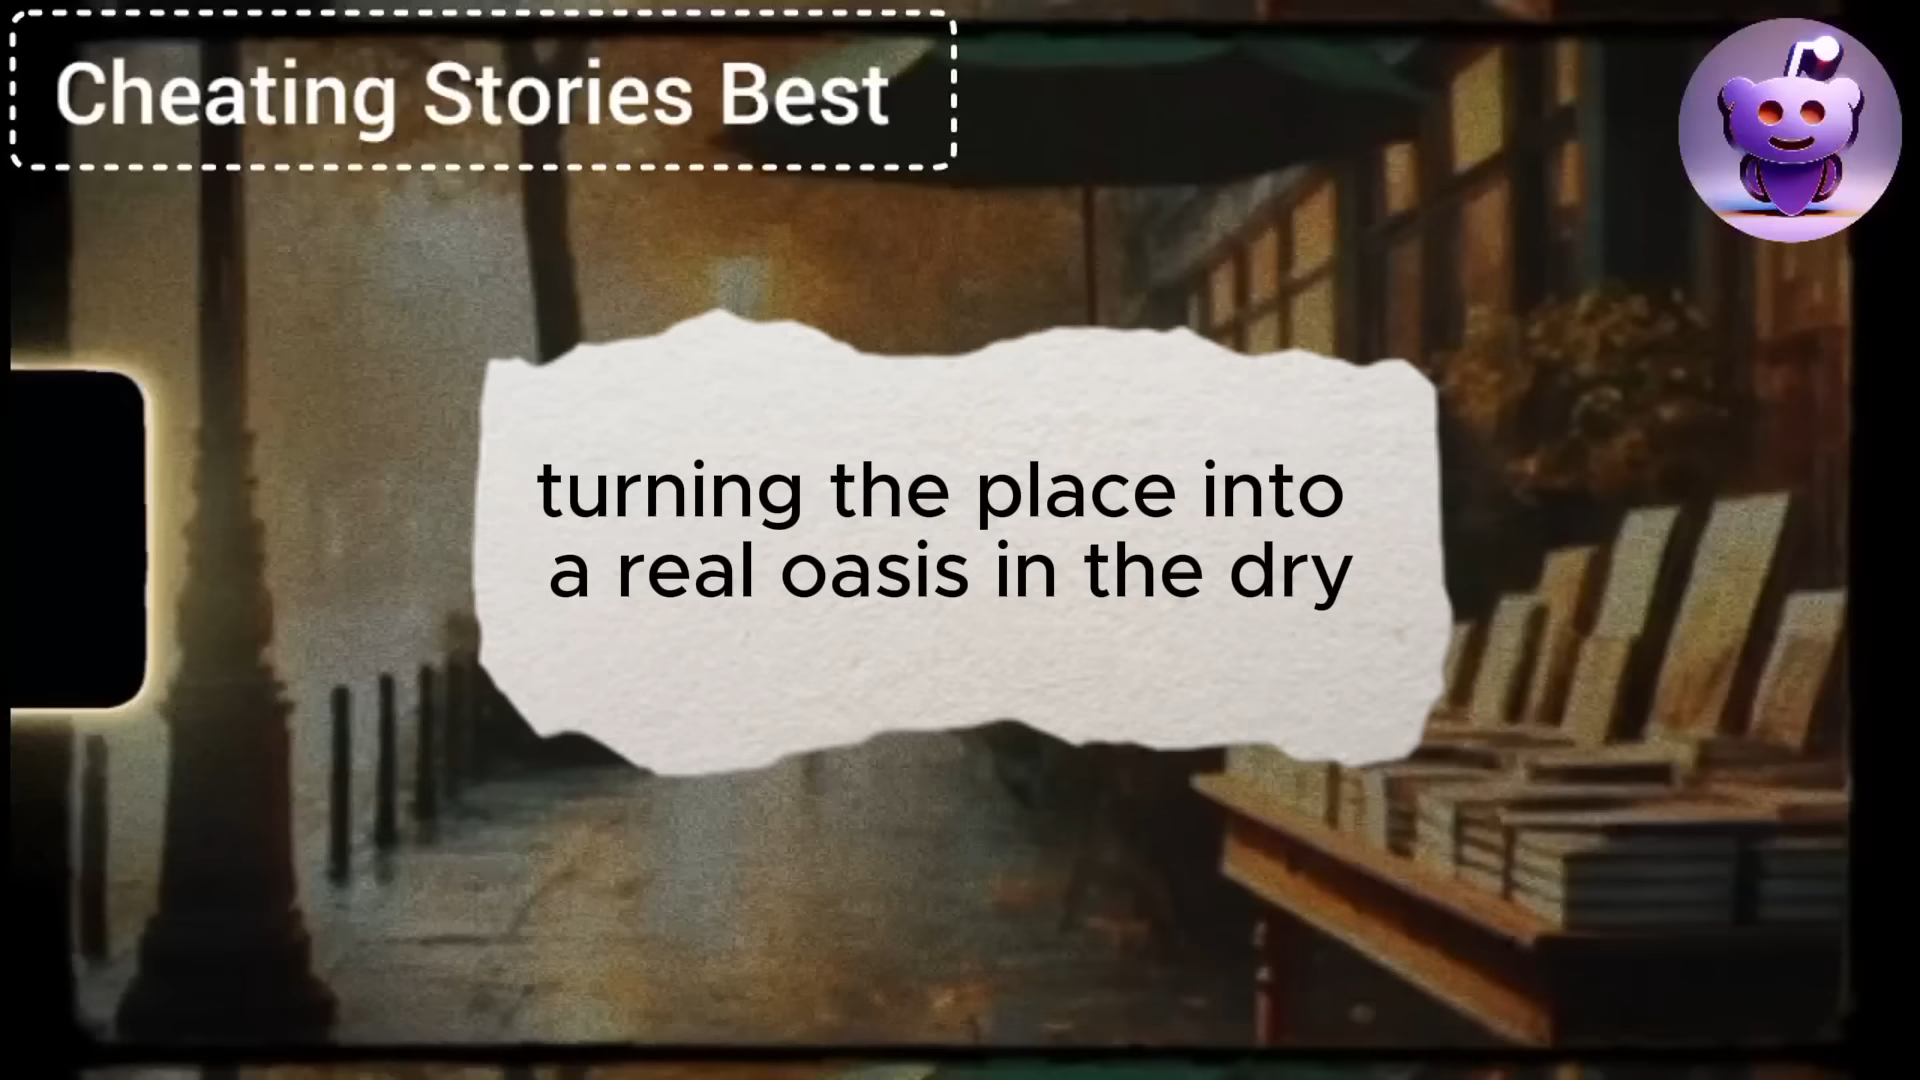 Cheating Stories Best
turning the place into
a real oasis in the dry